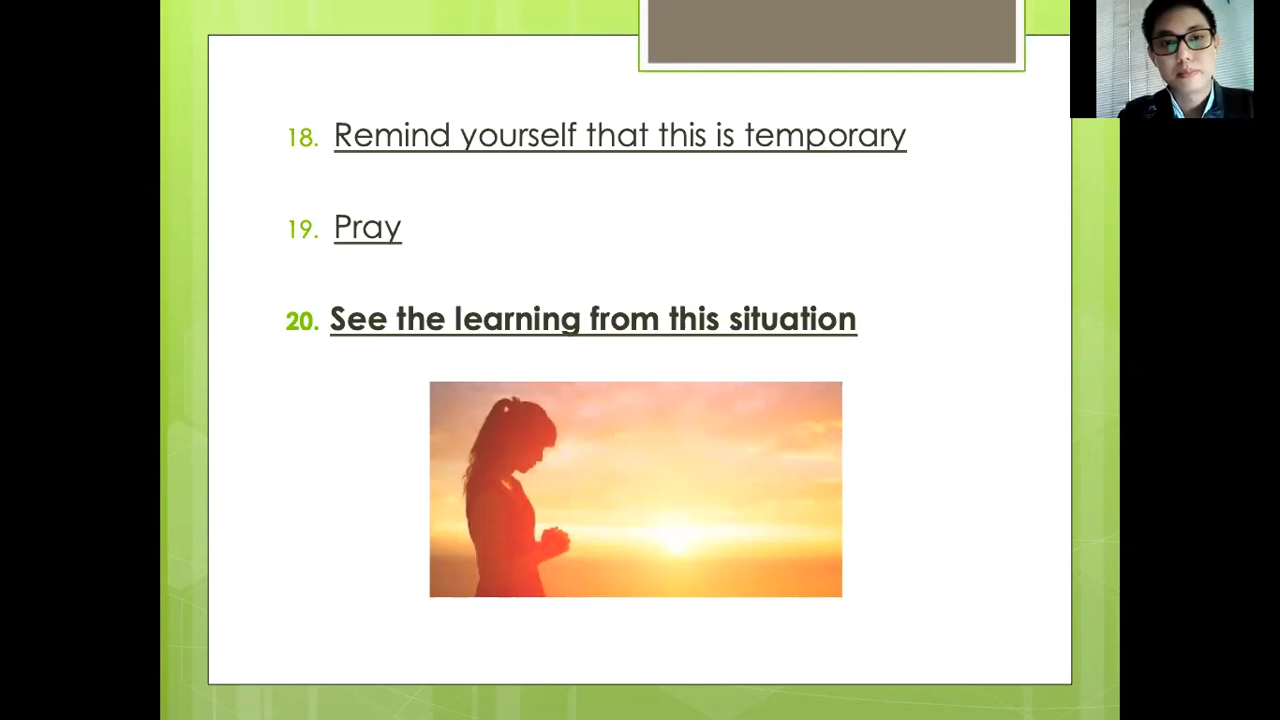 18. Remind yourself that this is temporary
19. Pray
20. See the learning from this situation